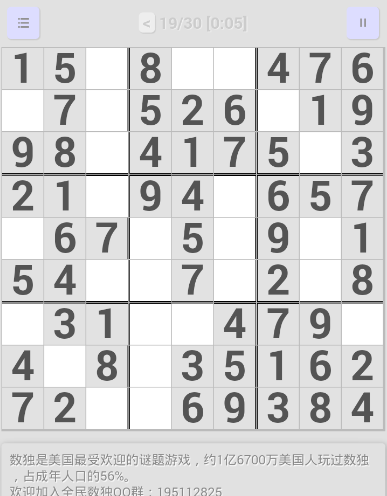 < 19/30 [0:05]
1 5 8 4 7 6
7 5 2 6 1 9
9 8 4 1 7 5 3
2 1 9 4 6 5 7
6 7 5 9 1
5 4 7 2 8
3 1 4 7 9
4 8 3 5 1 6 2
7 2 6 9 3 8 4
数独是美国最受欢迎的谜题游戏，约1亿6700万美国人玩过数独
，占成年人口的56%。
欢迎加入全民数独QQ群：195112825